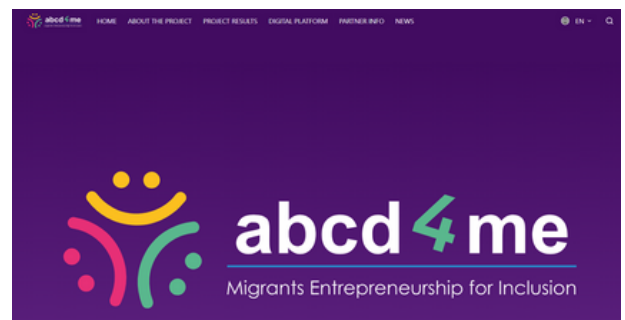 abcd4me HOME ABOUT THE PROJECT PROJECT RESULTS DIGITAL PLATFORM PARTNER INFO NEWS EN
abcd4me
Migrants Entrepreneurship for Inclusion